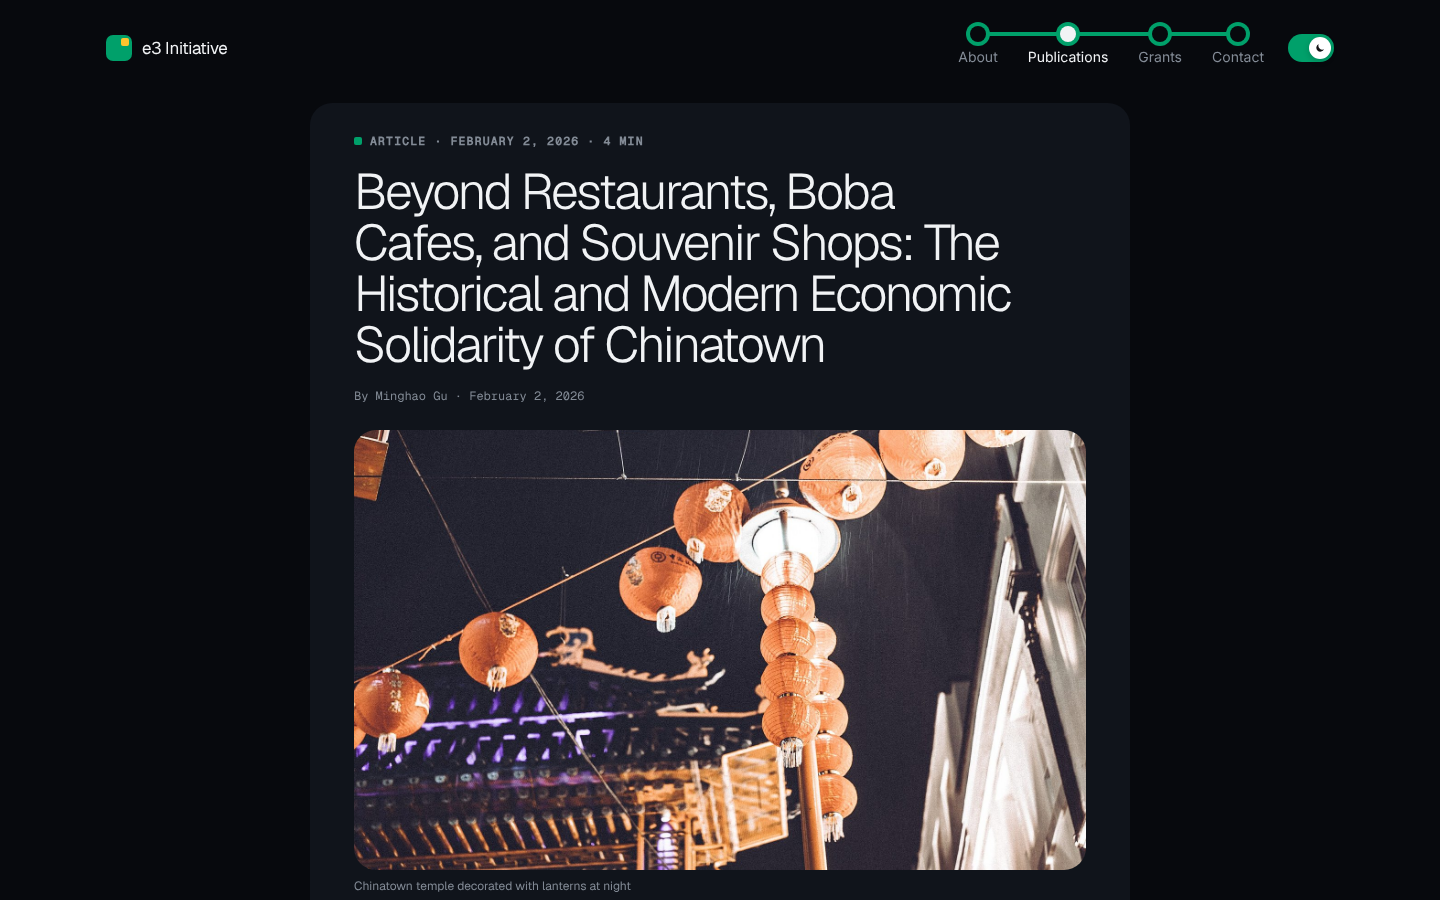 e3 Initiative
About
Publications
Grants
Contact
ARTICLE · FEBRUARY 2, 2026 · 4 MIN
Beyond Restaurants, Boba
Cafes, and Souvenir Shops: The
Historical and Modern Economic
Solidarity of Chinatown
By Minghao Gu · February 2, 2026
Chinatown temple decorated with lanterns at night